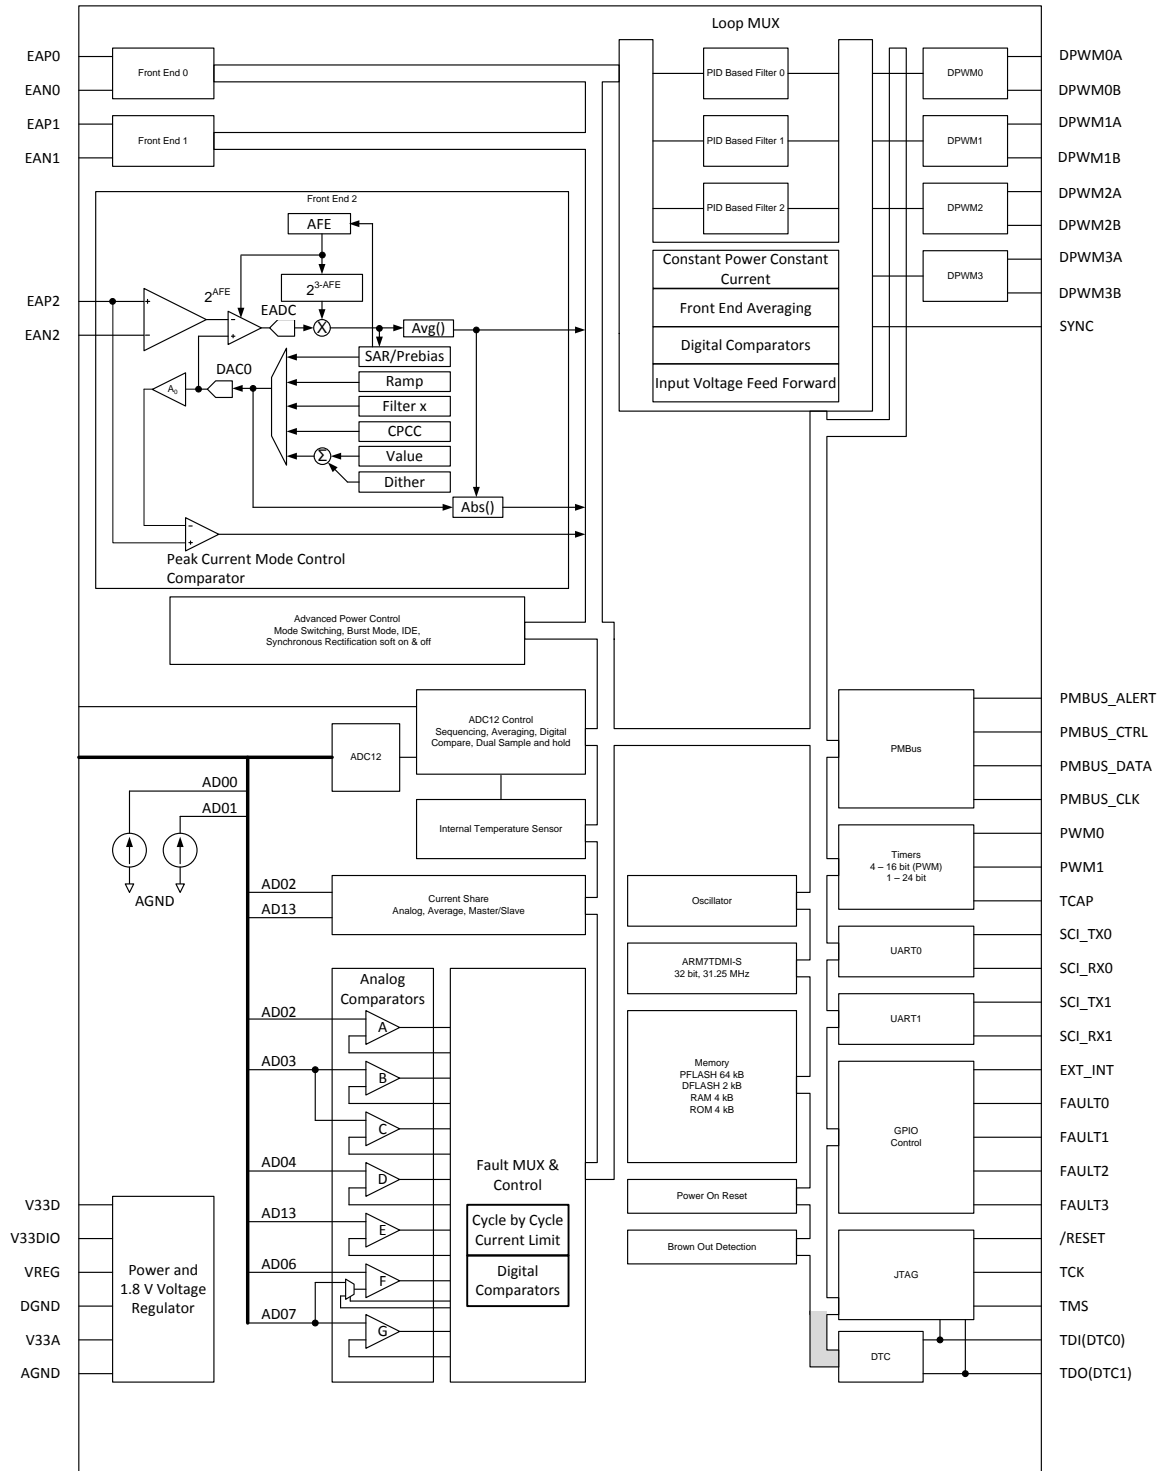 Loop MUX
EAP0
EAN0
EAP1
EAN1
Front End 0
Front End 1
PID Based Filter 0
PID Based Filter 1
PID Based Filter 2
DPWM0
DPWM1
DPWM2
DPWM3
DPWM0A
DPWM0B
DPWM1A
DPWM1B
DPWM2A
DPWM2B
DPWM3A
DPWM3B
SYNC
Constant Power Constant
Current
Front End Averaging
Digital Comparators
Input Voltage Feed Forward
Front End 2
AFE
2^AFE
2^3-AFE
EAP2
EAN2
EADC
X
Avg()
DAC0
A0
SAR/Prebias
Ramp
Filter x
CPCC
Value
Dither
Σ
Abs()
Peak Current Mode Control
Comparator
Advanced Power Control
Mode Switching, Burst Mode, IDE,
Synchronous Rectification soft on & off
ADC12 Control
Sequencing, Averaging, Digital
Compare, Dual Sample and hold
ADC12
Internal Temperature Sensor
AD00
AD01
AGND
AD02
AD13
Current Share
Analog, Average, Master/Slave
Analog
Comparators
AD02
AD03
AD04
AD13
AD06
AD07
A
B
C
D
E
F
G
Fault MUX &
Control
Cycle by Cycle
Current Limit
Digital
Comparators
V33D
V33DIO
VREG
DGND
V33A
AGND
Power and
1.8 V Voltage
Regulator
Oscillator
ARM7TDMI-S
32 bit, 31.25 MHz
Memory
PFLASH 64 kB
DFLASH 2 kB
RAM 4 kB
ROM 4 kB
Power On Reset
Brown Out Detection
PMBus
Timers
4 – 16 bit (PWM)
1 – 24 bit
UART0
UART1
GPIO
Control
JTAG
DTC
PMBUS_ALERT
PMBUS_CTRL
PMBUS_DATA
PMBUS_CLK
PWM0
PWM1
TCAP
SCI_TX0
SCI_RX0
SCI_TX1
SCI_RX1
EXT_INT
FAULT0
FAULT1
FAULT2
FAULT3
/RESET
TCK
TMS
TDI(DTC0)
TDO(DTC1)